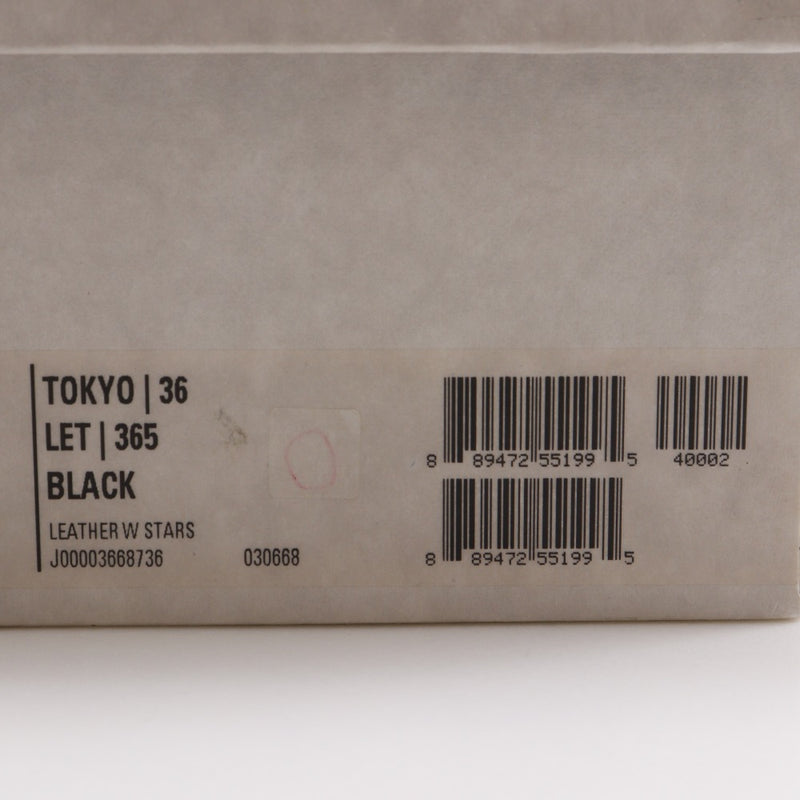 TOKYO | 36
LET | 365
BLACK
LEATHER W STARS
J00003668736 030668
8 89472 55199 5 40002
8 89472 55199 5